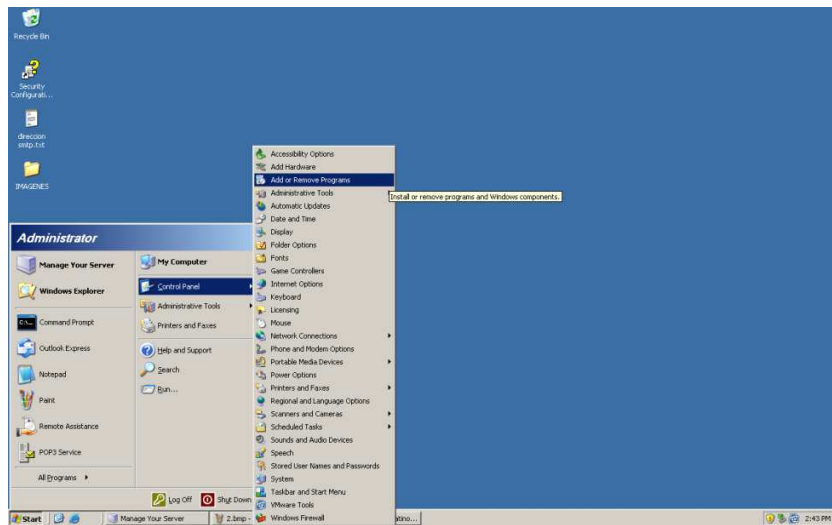 Recycle Bin
Security
Configurati...
direccion
smtp.txt
IMAGENES
Administrator
Manage Your Server
Windows Explorer
Command Prompt
Outlook Express
Notepad
Paint
Remote Assistance
POP3 Service
All Programs
My Computer
Control Panel
Administrative Tools
Printers and Faxes
Help and Support
Search
Run...
Log Off
Shut Down
Accessibility Options
Add Hardware
Add or Remove Programs
Administrative Tools
Automatic Updates
Date and Time
Display
Folder Options
Fonts
Game Controllers
Internet Options
Keyboard
Licensing
Mouse
Network Connections
Phone and Modem Options
Portable Media Devices
Power Options
Printers and Faxes
Regional and Language Options
Scanners and Cameras
Scheduled Tasks
Sounds and Audio Devices
Speech
Stored User Names and Passwords
System
Taskbar and Start Menu
VMware Tools
Windows Firewall
Install or remove programs and Windows components.
Start
Manage Your Server
2.bmp -
atino...
2:43 PM